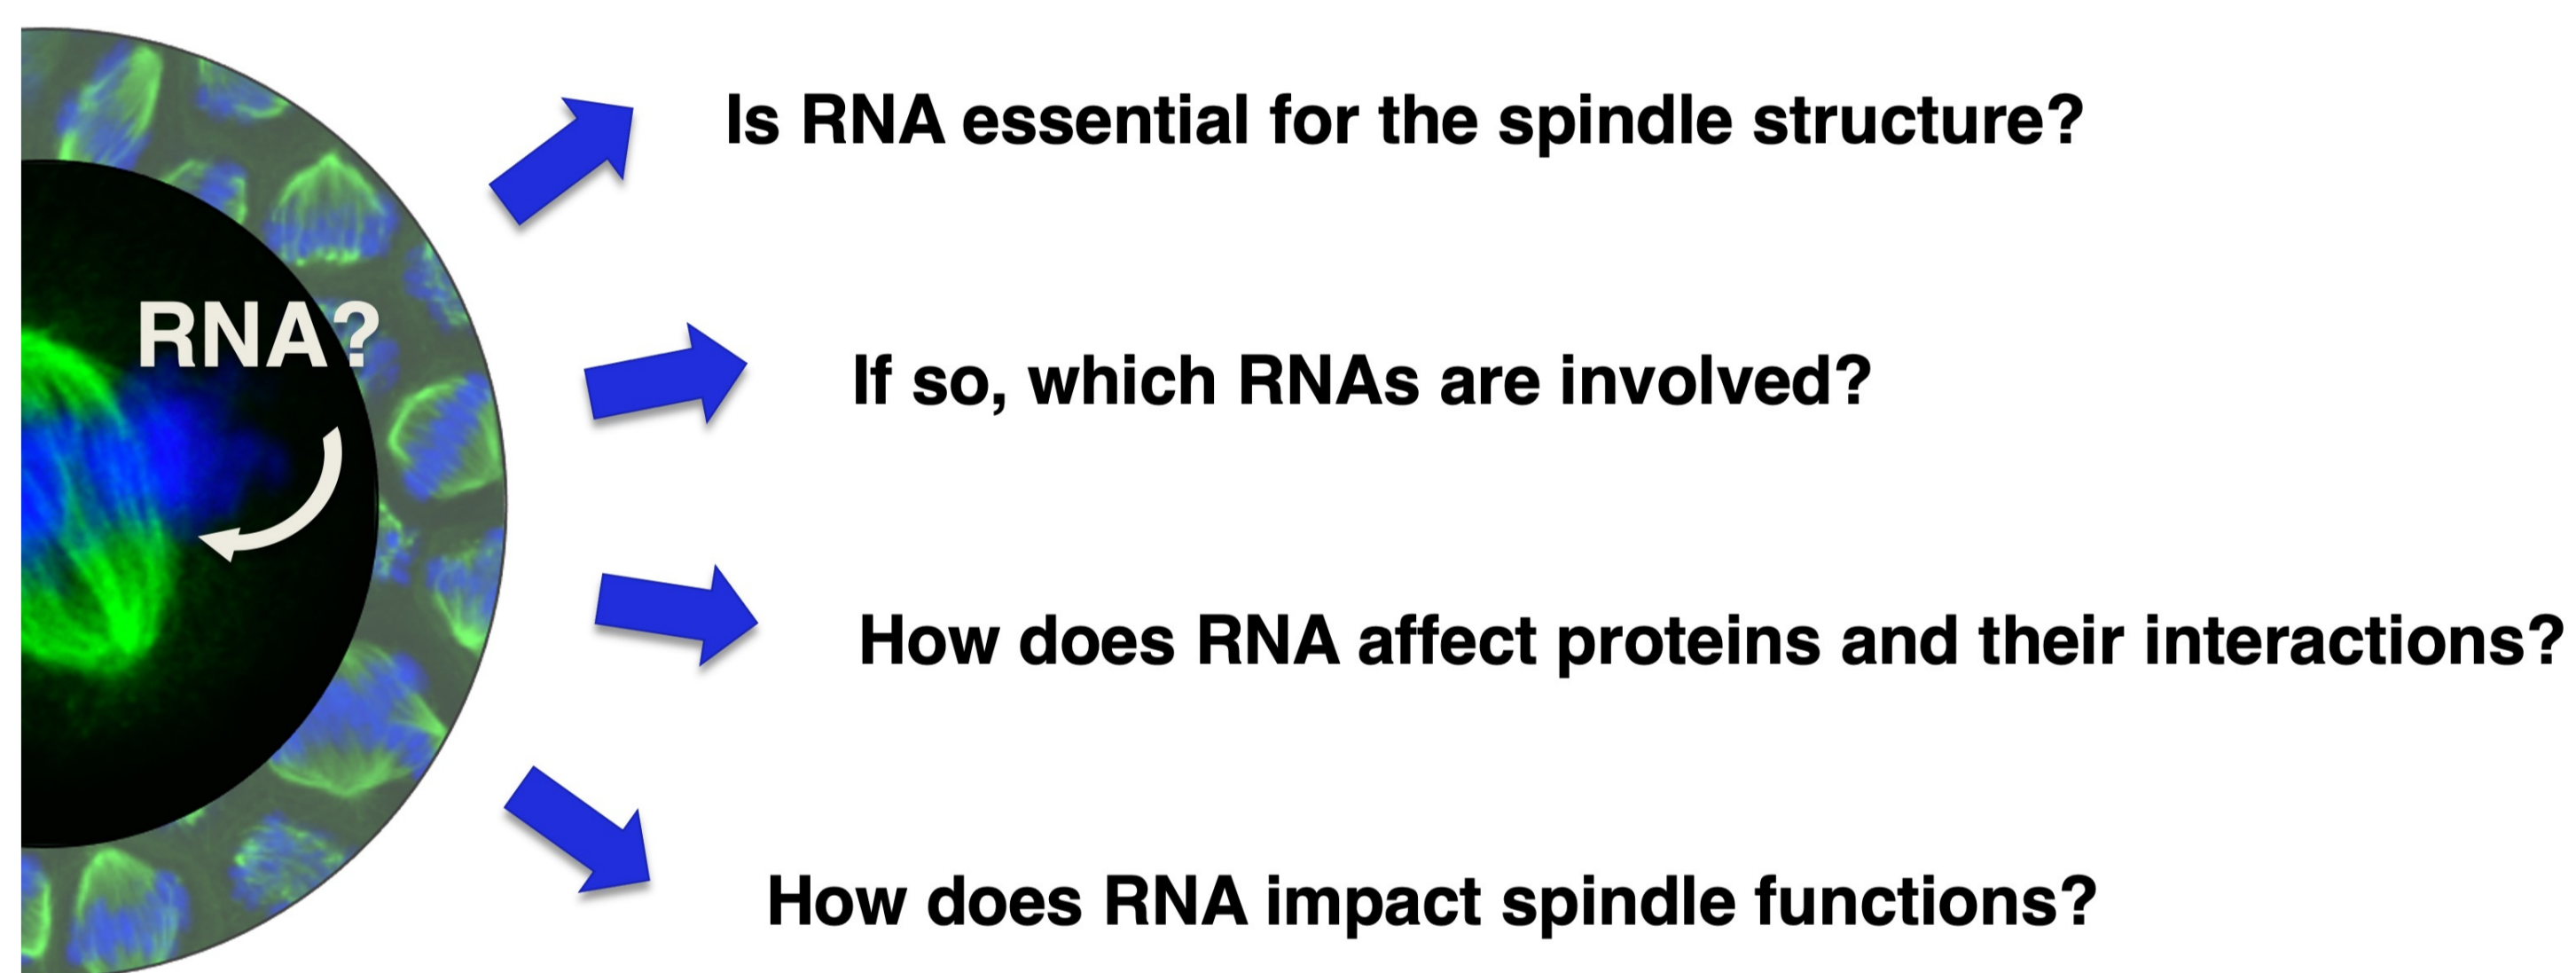 Is RNA essential for the spindle structure?
RNA?
If so, which RNAs are involved?
How does RNA affect proteins and their interactions?
How does RNA impact spindle functions?